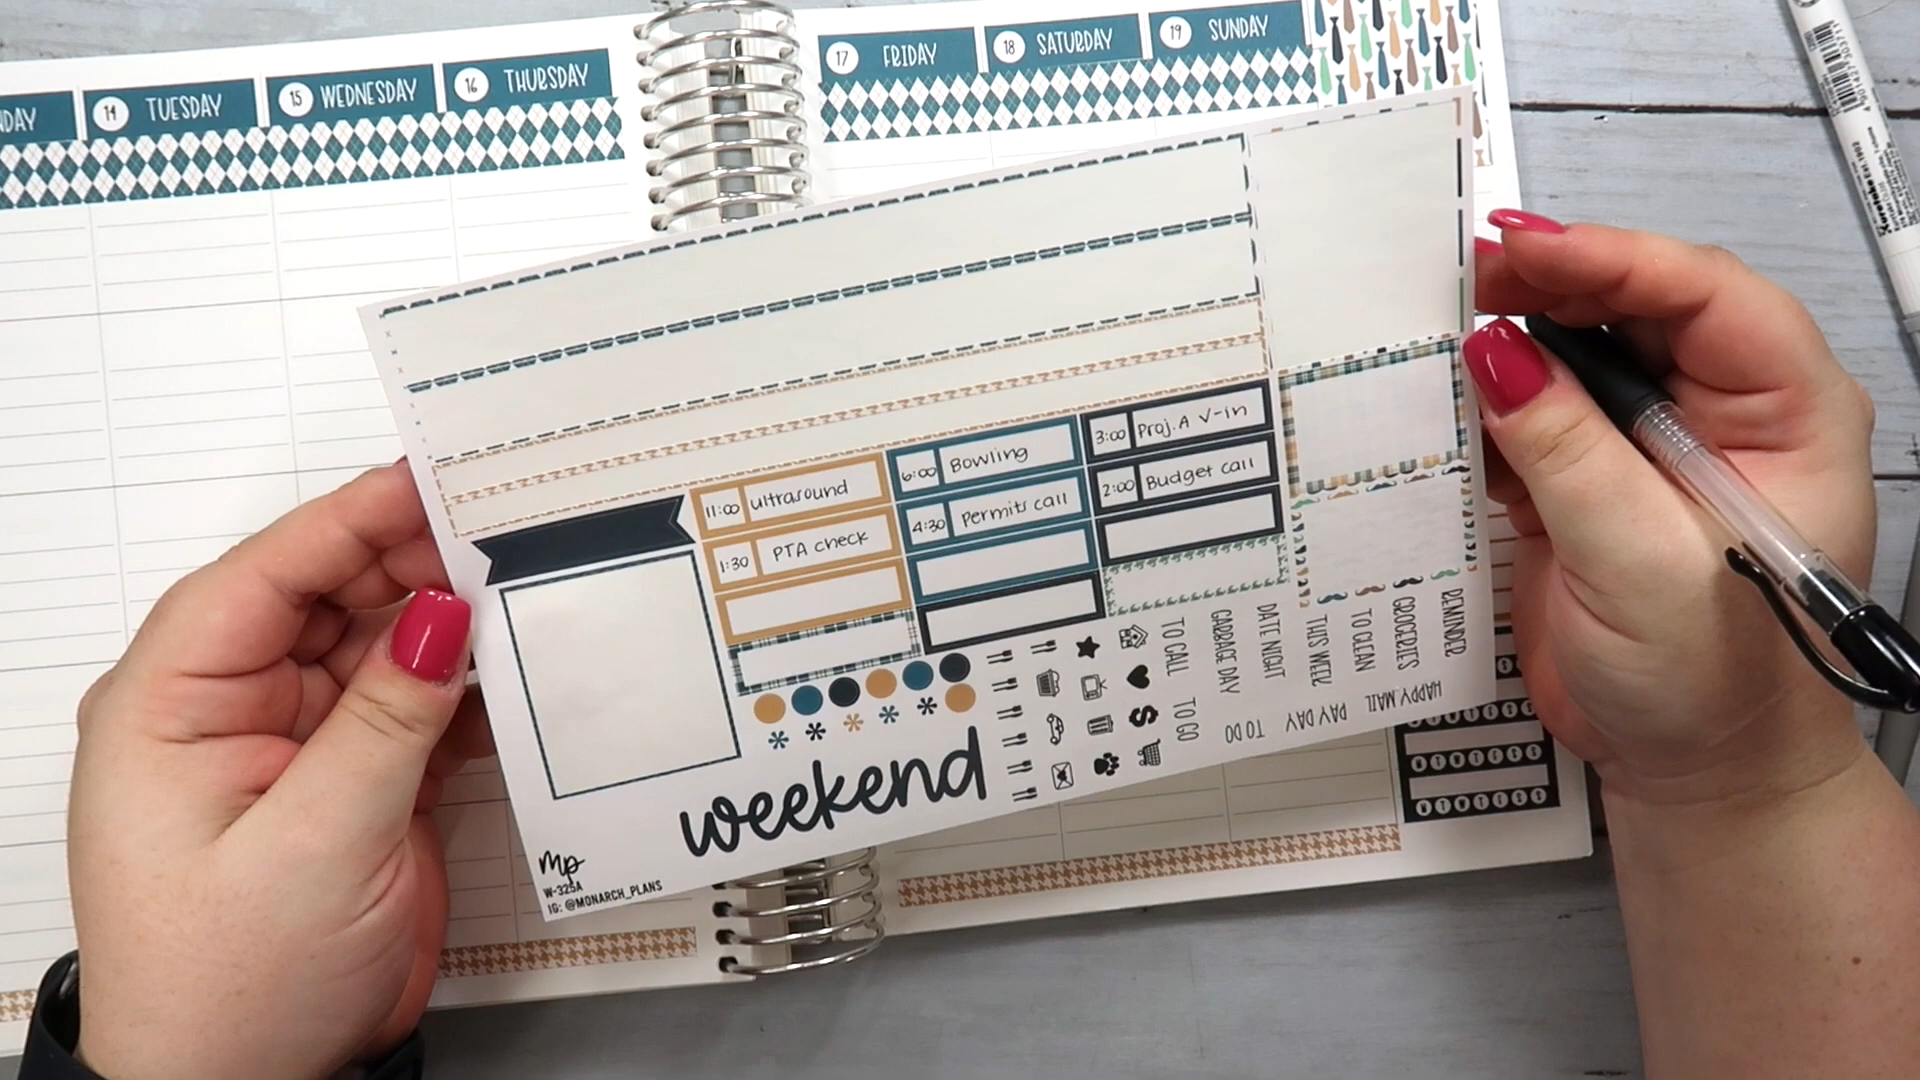 14 TUESDAY
15 WEDNESDAY
16 THURSDAY
17 FRIDAY
18 SATURDAY
19 SUNDAY
11:00 ultrasound
1:30 PTA check
6:00 Bowling
4:30 Permits call
3:00 Proj. A V-in
2:00 Budget call
TO CALL
GARBAGE DAY
DATE NIGHT
THIS WEEK
TO CLEAN
GROCERIES
REMINDER
TO GO
TO DO
PAY DAY
HAPPY MAIL
weekend
mp
W-325A
IG: @MONARCH_PLANS
M T W T F S S
M T W T F S S